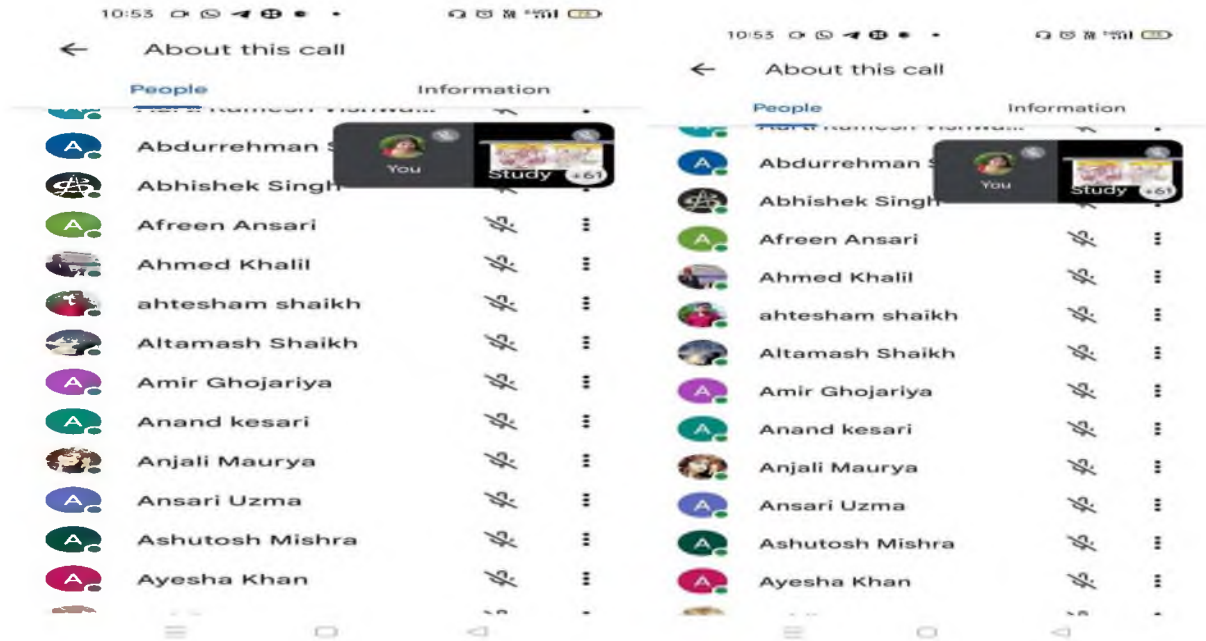 10:53
About this call
People Information
Abdurrehman
Abhishek Singh
You
Study +61
Afreen Ansari
Ahmed Khalil
ahtesham shaikh
Altamash Shaikh
A Amir Ghojariya
A Anand kesari
Anjali Maurya
A Ansari Uzma
A Ashutosh Mishra
A Ayesha Khan
10:53
About this call
People Information
A Abdurrehman
Abhishek Singh
You
Study +61
A Afreen Ansari
Ahmed Khalil
ahtesham shaikh
Altamash Shaikh
A Amir Ghojariya
A Anand kesari
Anjali Maurya
A Ansari Uzma
A Ashutosh Mishra
A Ayesha Khan